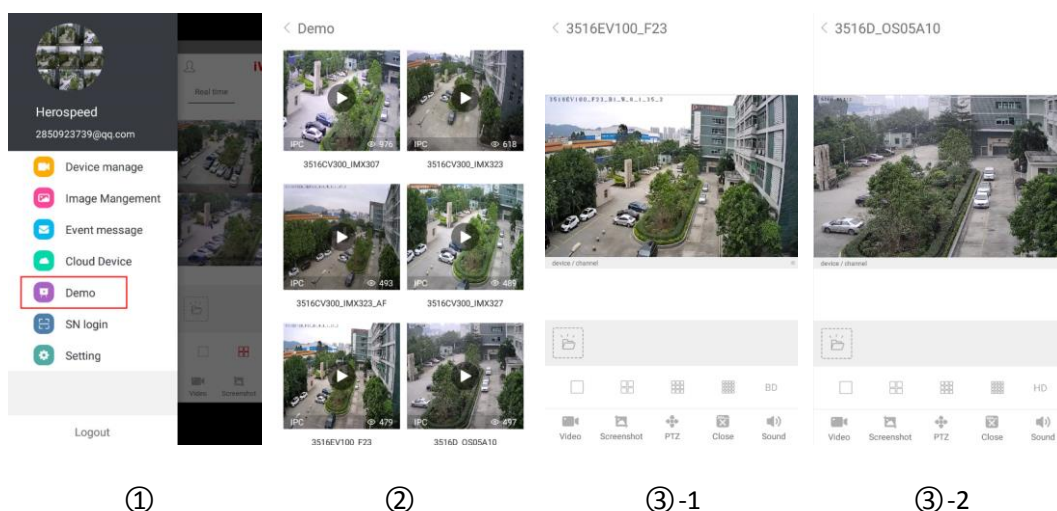 Herospeed
2850923739@qq.com
Device manage
Image Mangement
Event message
Cloud Device
Demo
SN login
Setting
Logout
Real time
Video Screenshot
①
Demo
IPC 976
IPC 618
3516CV300_IMX307 3516CV300_IMX323
IPC 493
IPC 489
3516CV300_IMX323_AF 3516CV300_IMX327
IPC 479
IPC 497
3516EV100_F23 3516D_OS05A10
②
3516EV100_F23
device / channel
BD
Video Screenshot PTZ Close Sound
③-1
3516D_OS05A10
device / channel
HD
Video Screenshot PTZ Close Sound
③-2